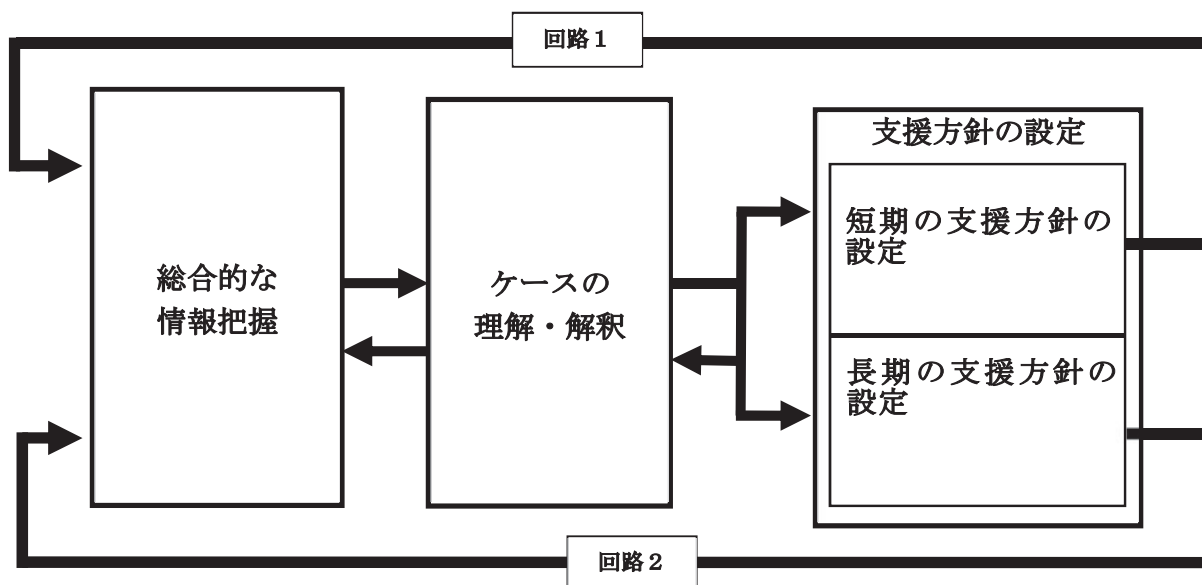 回路１
総合的な
情報把握
ケースの
理解・解釈
支援方針の設定
短期の支援方針の
設定
長期の支援方針の
設定
回路２